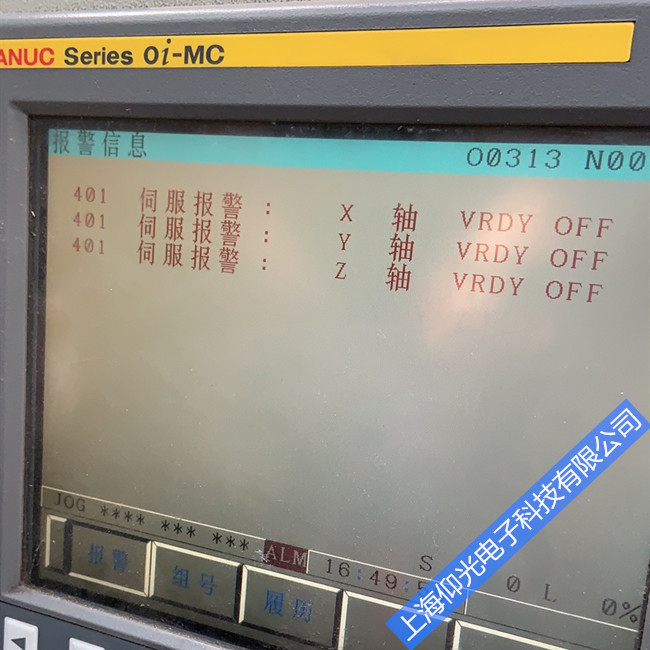 ANUC Series 0i-MC
报警信息 O0313 N00
401 伺服报警： X 轴 VRDY OFF
401 伺服报警： Y 轴 VRDY OFF
401 伺服报警： Z 轴 VRDY OFF
JOG **** *** *** ALM 16:49: S 0 L 0%
报警 组号 履历
上海仰光电子科技有限公司